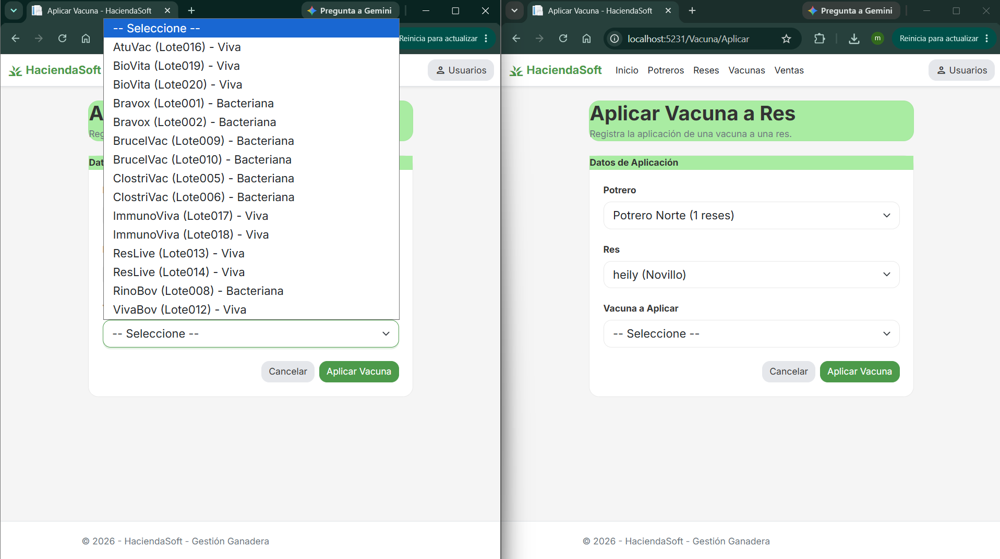 Aplicar Vacuna - HaciendaSoft
Pregunta a Gemini
Reinicia para actualizar
HaciendaSoft
Usuarios
A
Reg
Dat
-- Seleccione --
AtuVac (Lote016) - Viva
BioVita (Lote019) - Viva
BioVita (Lote020) - Viva
Bravox (Lote001) - Bacteriana
Bravox (Lote002) - Bacteriana
BrucelVac (Lote009) - Bacteriana
BrucelVac (Lote010) - Bacteriana
ClostriVac (Lote005) - Bacteriana
ClostriVac (Lote006) - Bacteriana
ImmunoViva (Lote017) - Viva
ImmunoViva (Lote018) - Viva
ResLive (Lote013) - Viva
ResLive (Lote014) - Viva
RinoBov (Lote008) - Bacteriana
VivaBov (Lote012) - Viva
-- Seleccione --
Cancelar
Aplicar Vacuna
© 2026 - HaciendaSoft - Gestión Ganadera
Aplicar Vacuna - HaciendaSoft
Pregunta a Gemini
localhost:5231/Vacuna/Aplicar
m
Reinicia para actualizar
HaciendaSoft
Inicio
Potreros
Reses
Vacunas
Ventas
Usuarios
Aplicar Vacuna a Res
Registra la aplicación de una vacuna a una res.
Datos de Aplicación
Potrero
Potrero Norte (1 reses)
Res
heily (Novillo)
Vacuna a Aplicar
-- Seleccione --
Cancelar
Aplicar Vacuna
© 2026 - HaciendaSoft - Gestión Ganadera